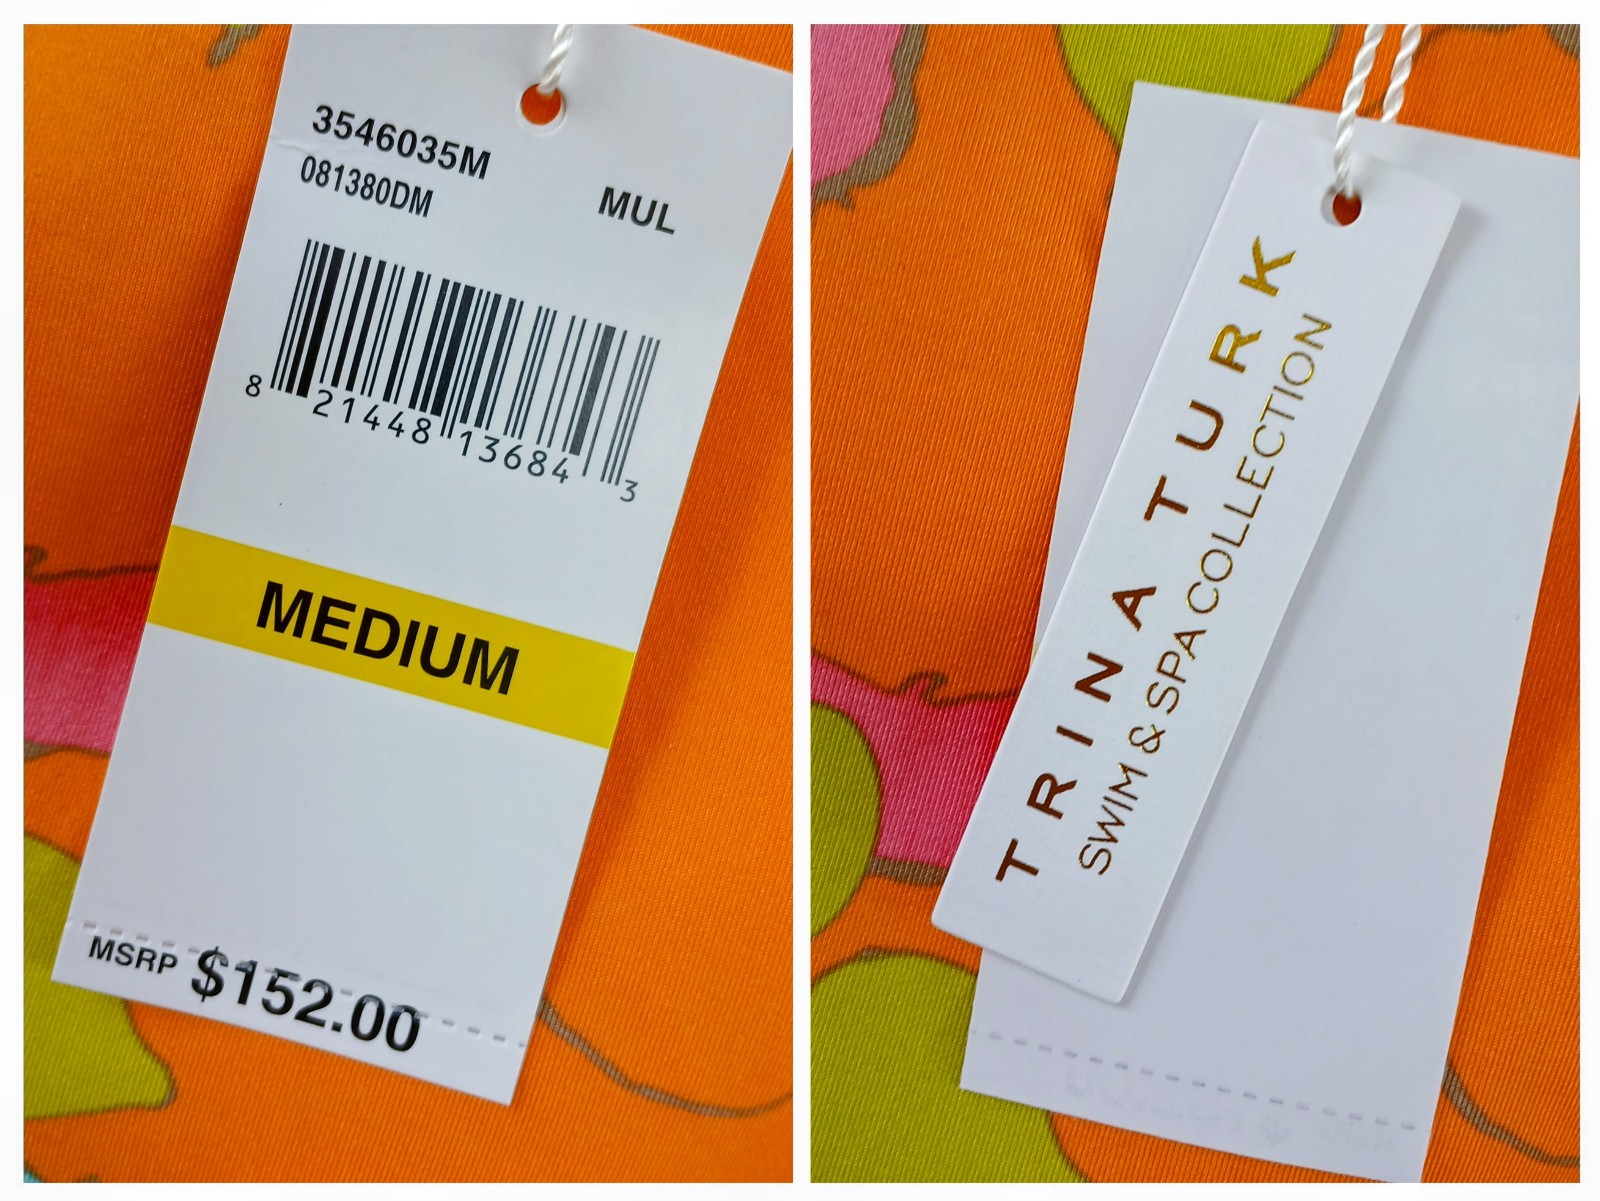 3546035M
081380DM
MUL
8 21448 13684 3
MEDIUM
MSRP $152.00
TRINA TURK
SWIM & SPA COLLECTION